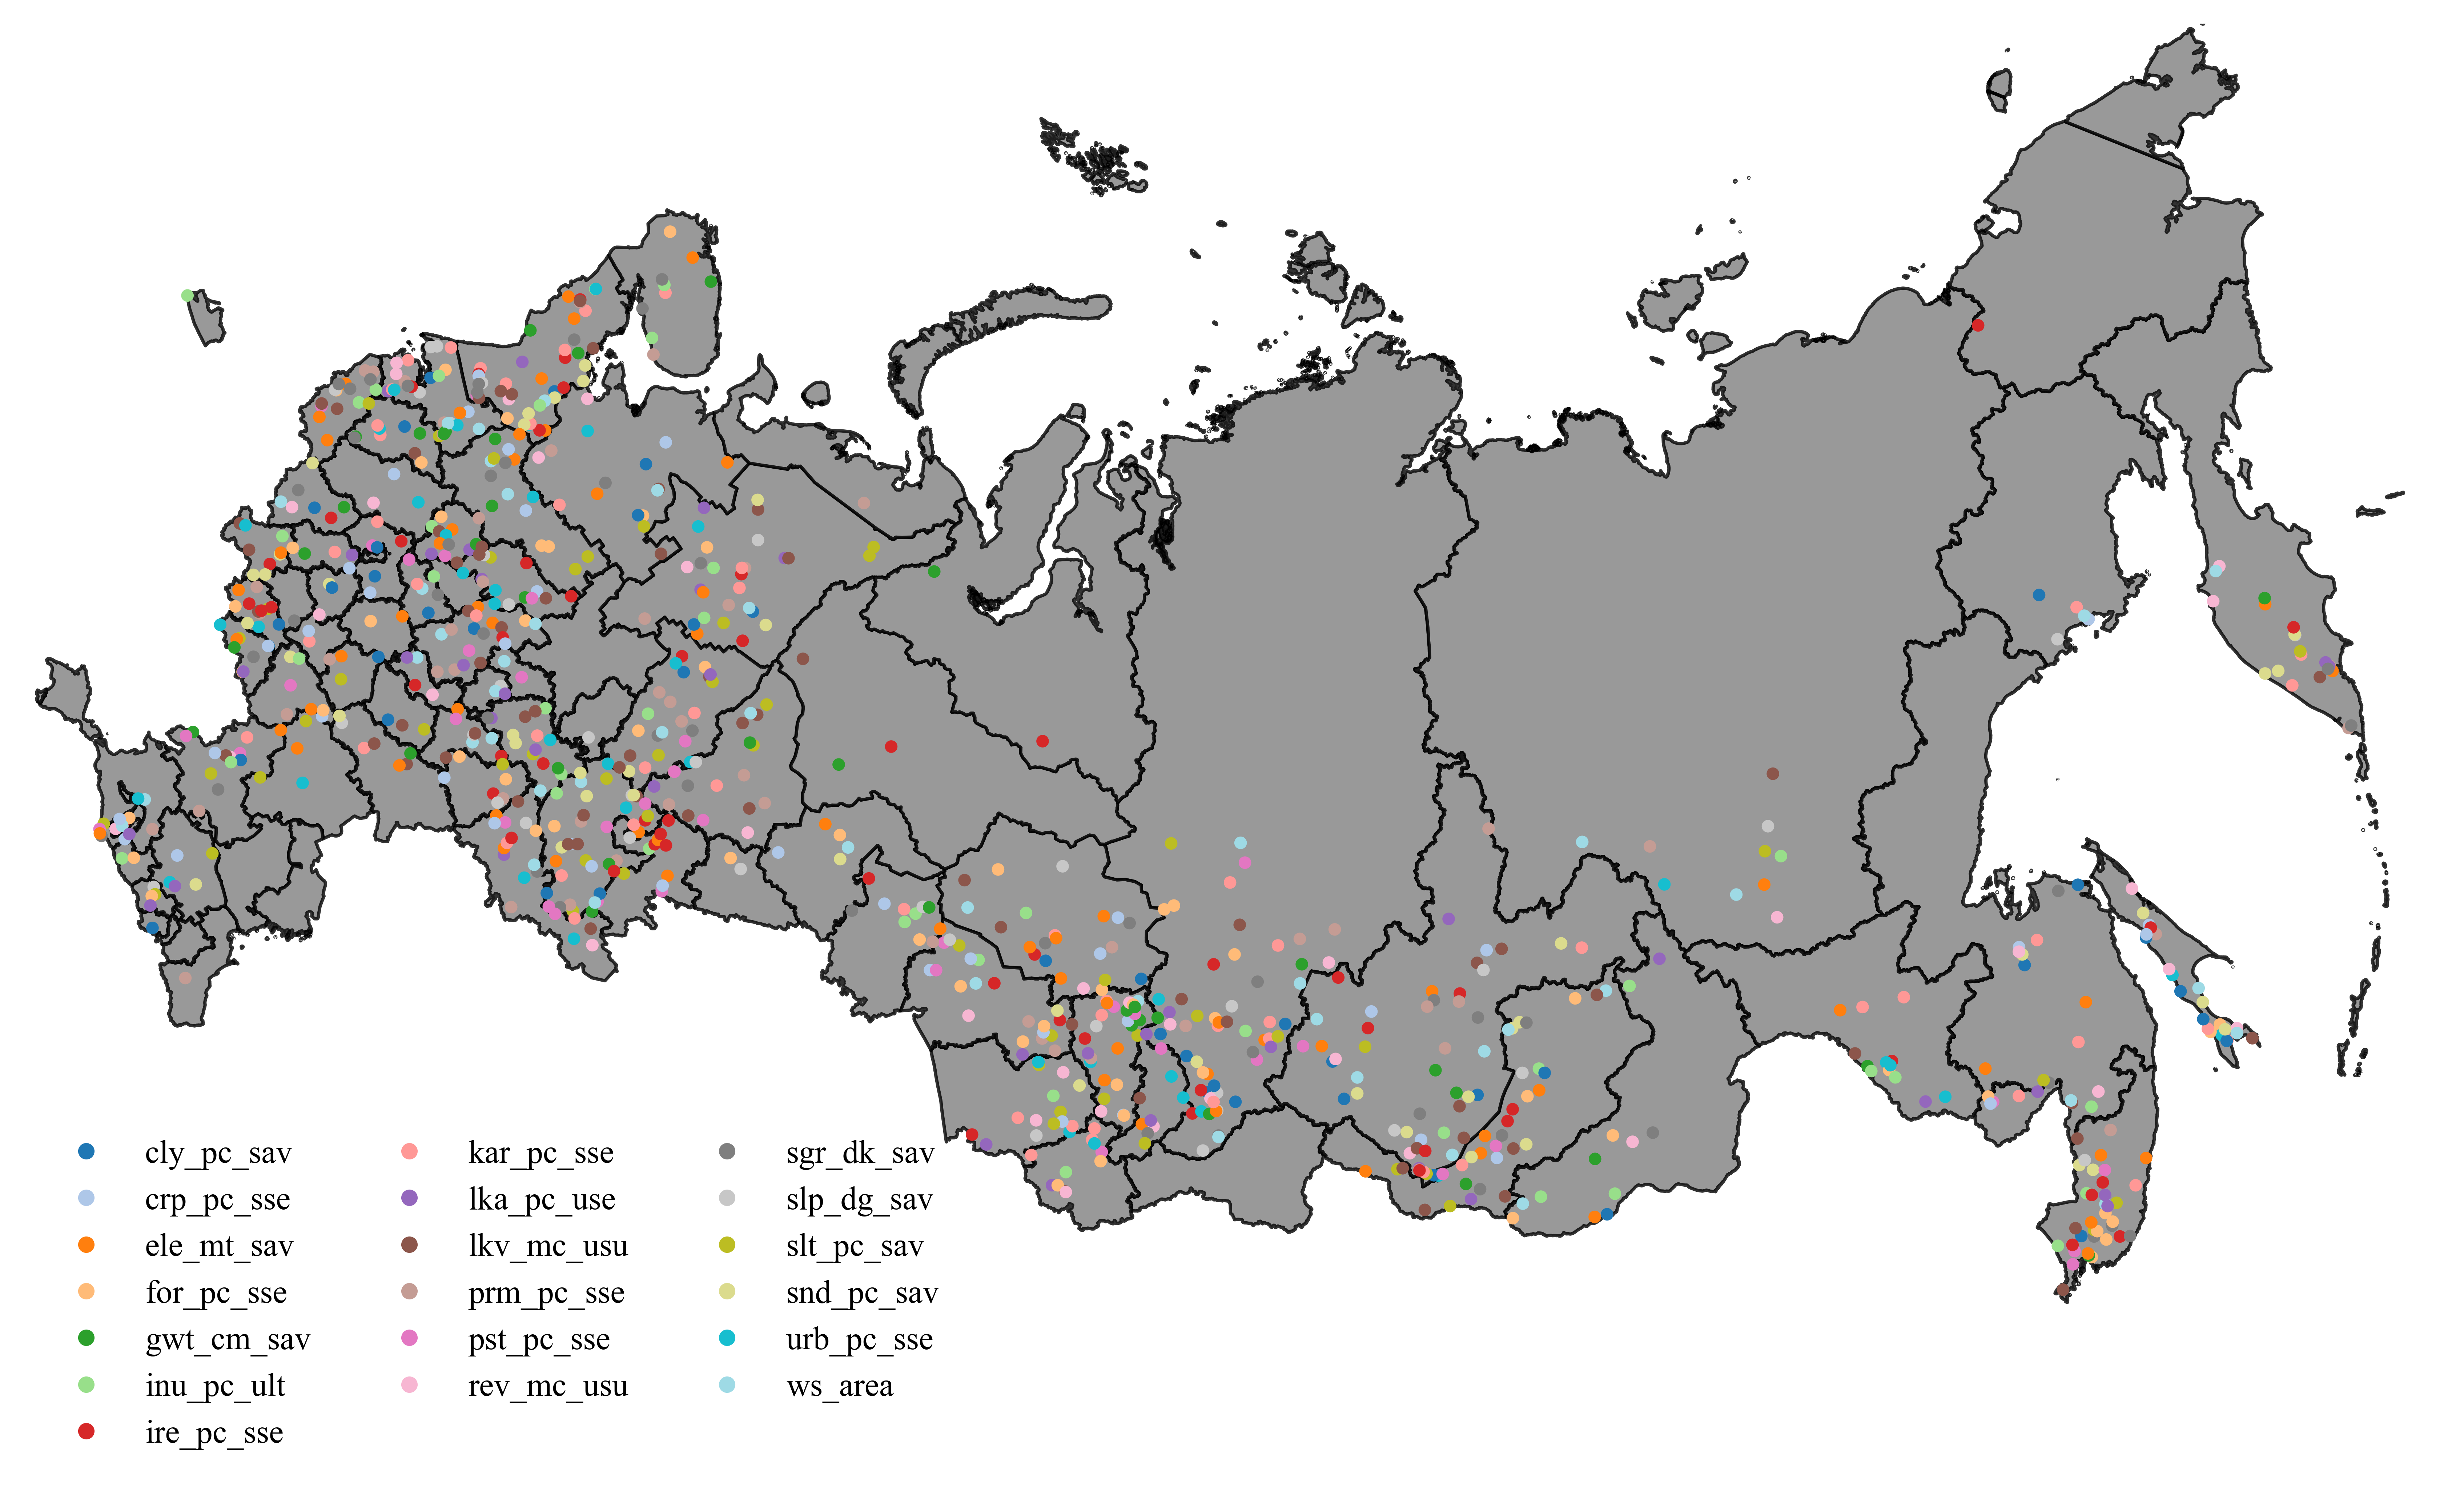 cly_pc_sav
crp_pc_sse
ele_mt_sav
for_pc_sse
gwt_cm_sav
inu_pc_ult
ire_pc_sse
kar_pc_sse
lka_pc_use
lkv_mc_usu
prm_pc_sse
pst_pc_sse
rev_mc_usu
sgr_dk_sav
slp_dg_sav
slt_pc_sav
snd_pc_sav
urb_pc_sse
ws_area